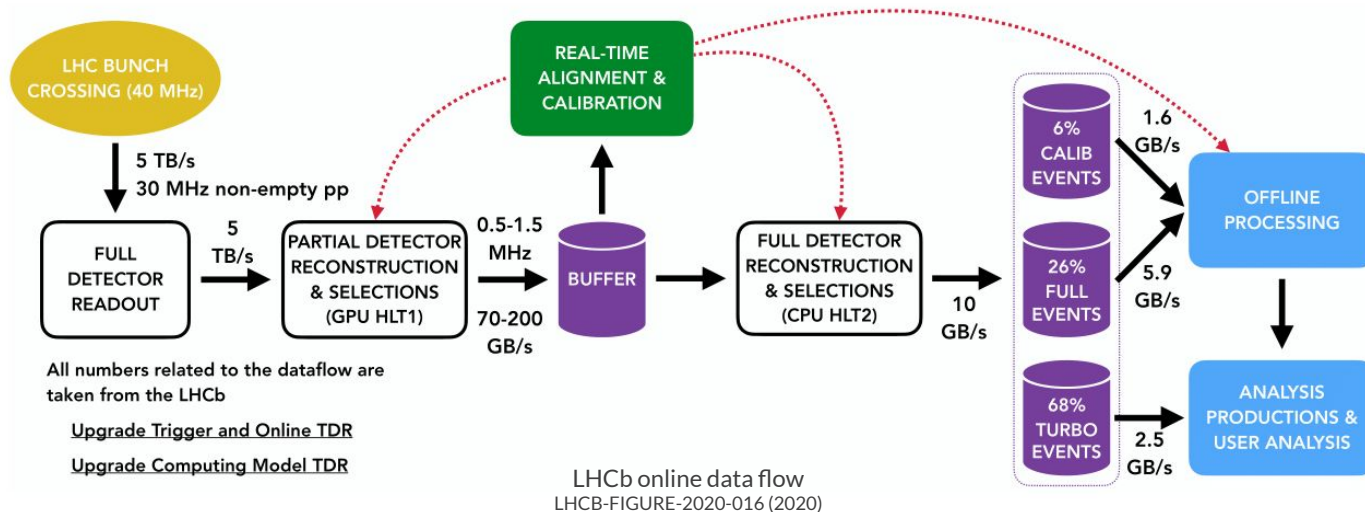 LHC BUNCH
CROSSING (40 MHz)
5 TB/s
30 MHz non-empty pp
FULL
DETECTOR
READOUT
5
TB/s
PARTIAL DETECTOR
RECONSTRUCTION
& SELECTIONS
(GPU HLT1)
0.5-1.5
MHz
70-200
GB/s
REAL-TIME
ALIGNMENT &
CALIBRATION
BUFFER
FULL DETECTOR
RECONSTRUCTION
& SELECTIONS
(CPU HLT2)
10
GB/s
6%
CALIB
EVENTS
1.6
GB/s
26%
FULL
EVENTS
5.9
GB/s
68%
TURBO
EVENTS
2.5
GB/s
OFFLINE
PROCESSING
ANALYSIS
PRODUCTIONS &
USER ANALYSIS
All numbers related to the dataflow are
taken from the LHCb
Upgrade Trigger and Online TDR
Upgrade Computing Model TDR
LHCb online data flow
LHCB-FIGURE-2020-016 (2020)